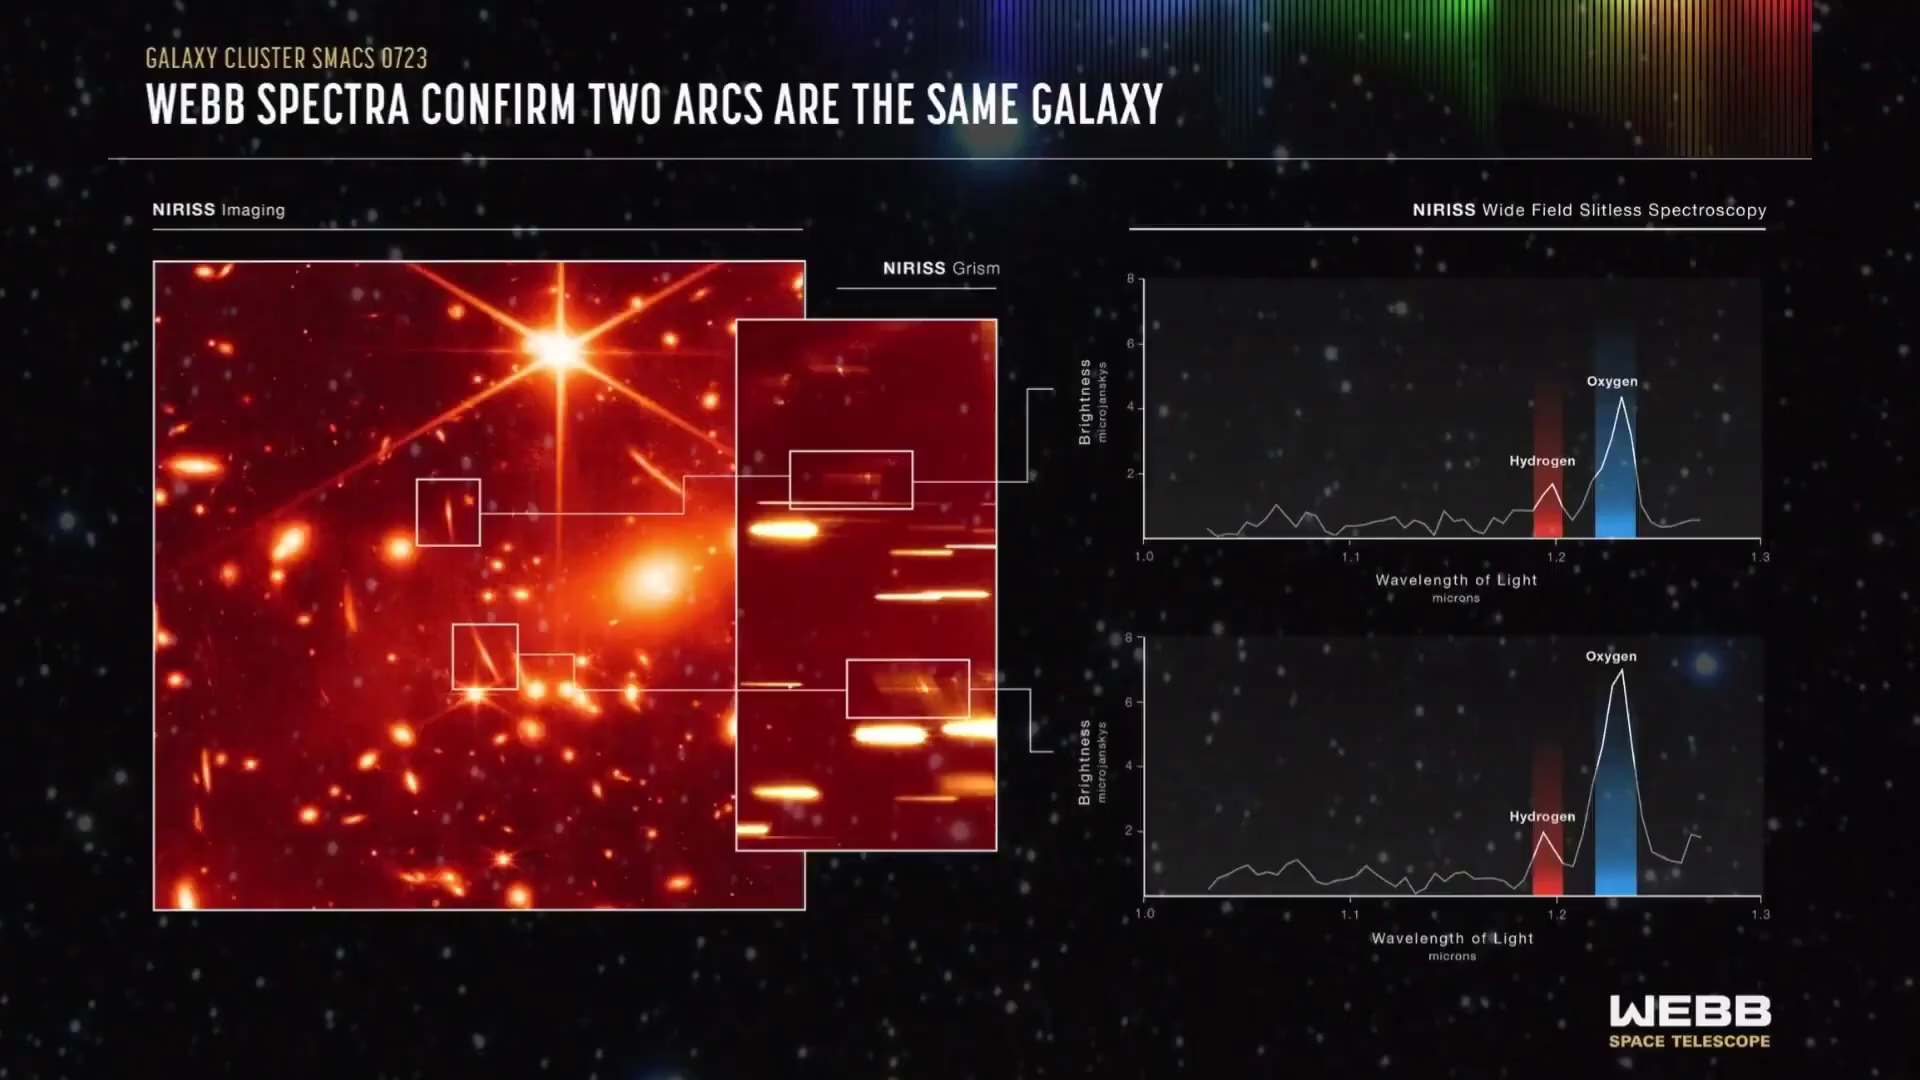 GALAXY CLUSTER SMACS 0723
WEBB SPECTRA CONFIRM TWO ARCS ARE THE SAME GALAXY
NIRISS Imaging
NIRISS Grism
NIRISS Wide Field Slitless Spectroscopy
8
6
4
2
Brightness
microjanskys
Hydrogen
Oxygen
1.0
1.1
1.2
1.3
Wavelength of Light
microns
8
6
4
2
Brightness
microjanskys
Hydrogen
Oxygen
1.0
1.1
1.2
1.3
Wavelength of Light
microns
WEBB
SPACE TELESCOPE